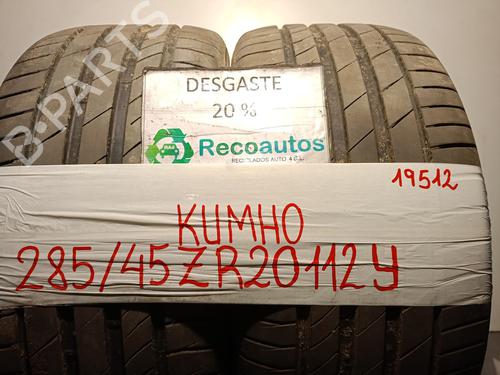 B-PARTS
DESGASTE
20 %
Recoautos
RECICLADOS AUTO 4 S.L.
19512
KUMHO
285/45ZR20112Y